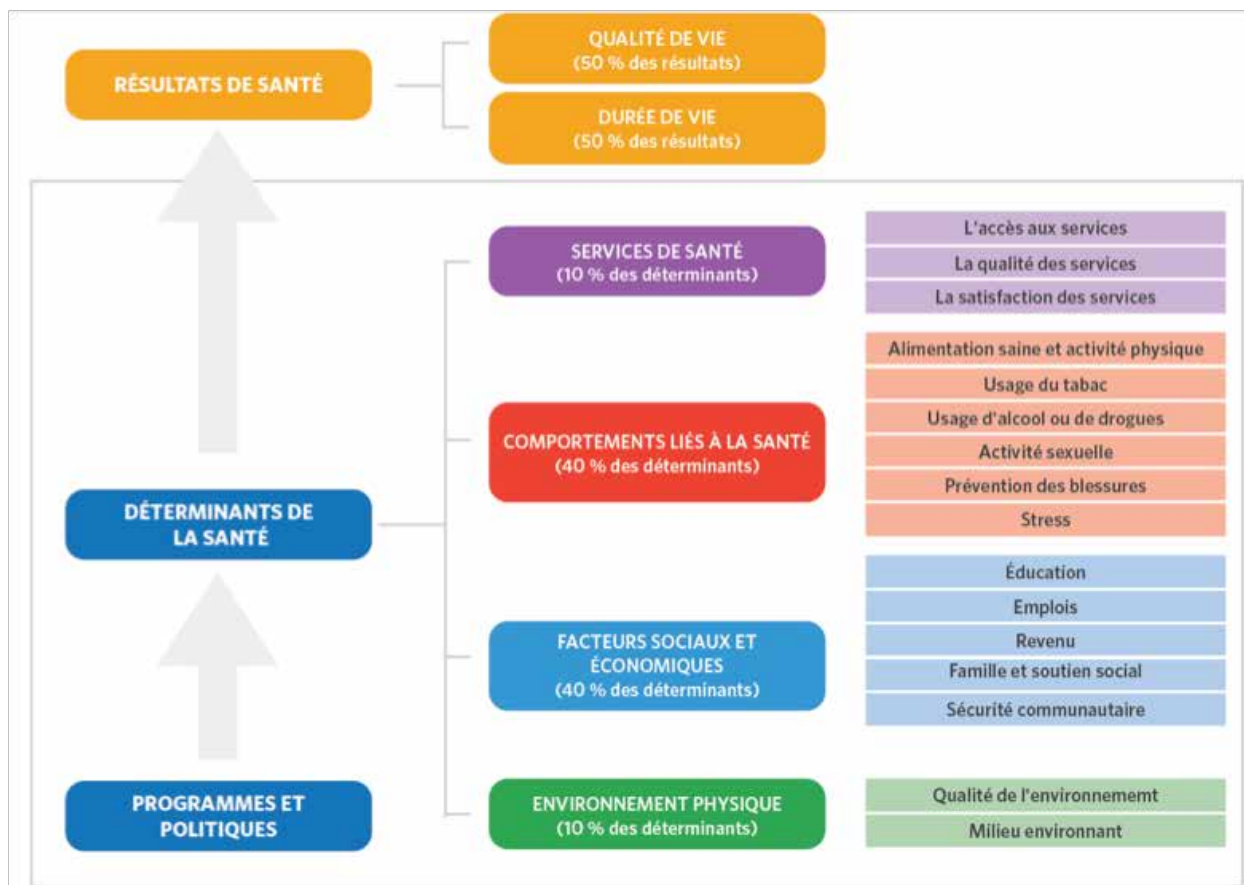 RÉSULTATS DE SANTÉ
QUALITÉ DE VIE
(50 % des résultats)
DURÉE DE VIE
(50 % des résultats)
SERVICES DE SANTÉ
(10 % des déterminants)
L'accès aux services
La qualité des services
La satisfaction des services
COMPORTEMENTS LIÉS À LA SANTÉ
(40 % des déterminants)
Alimentation saine et activité physique
Usage du tabac
Usage d'alcool ou de drogues
Activité sexuelle
Prévention des blessures
Stress
DÉTERMINANTS DE
LA SANTÉ
FACTEURS SOCIAUX ET
ÉCONOMIQUES
(40 % des déterminants)
Éducation
Emplois
Revenu
Famille et soutien social
Sécurité communautaire
PROGRAMMES ET
POLITIQUES
ENVIRONNEMENT PHYSIQUE
(10 % des déterminants)
Qualité de l'environnememt
Milieu environnant